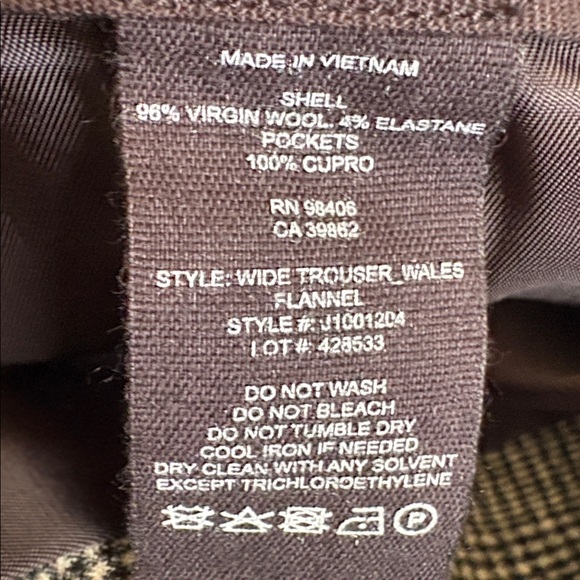 MADE IN VIETNAM
SHELL
96% VIRGIN WOOL. 4% ELASTANE
POCKETS
100% CUPRO
RN 98406
CA 39862
STYLE: WIDE TROUSER_WALES
FLANNEL
STYLE #: J1001204
LOT#: 428533
DO NOT WASH
DO NOT BLEACH
DO NOT TUMBLE DRY
COOL IRON IF NEEDED
DRY CLEAN WITH ANY SOLVENT
EXCEPT TRICHLOROETHYLENE
P